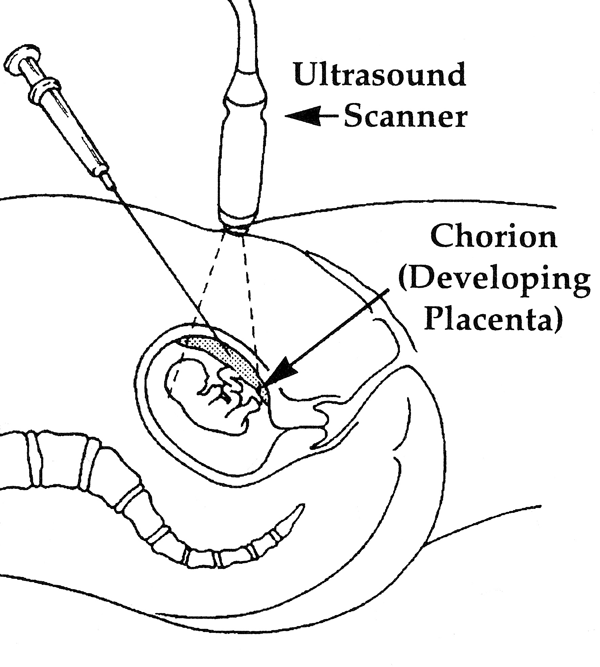 Ultrasound
Scanner
Chorion
(Developing
Placenta)